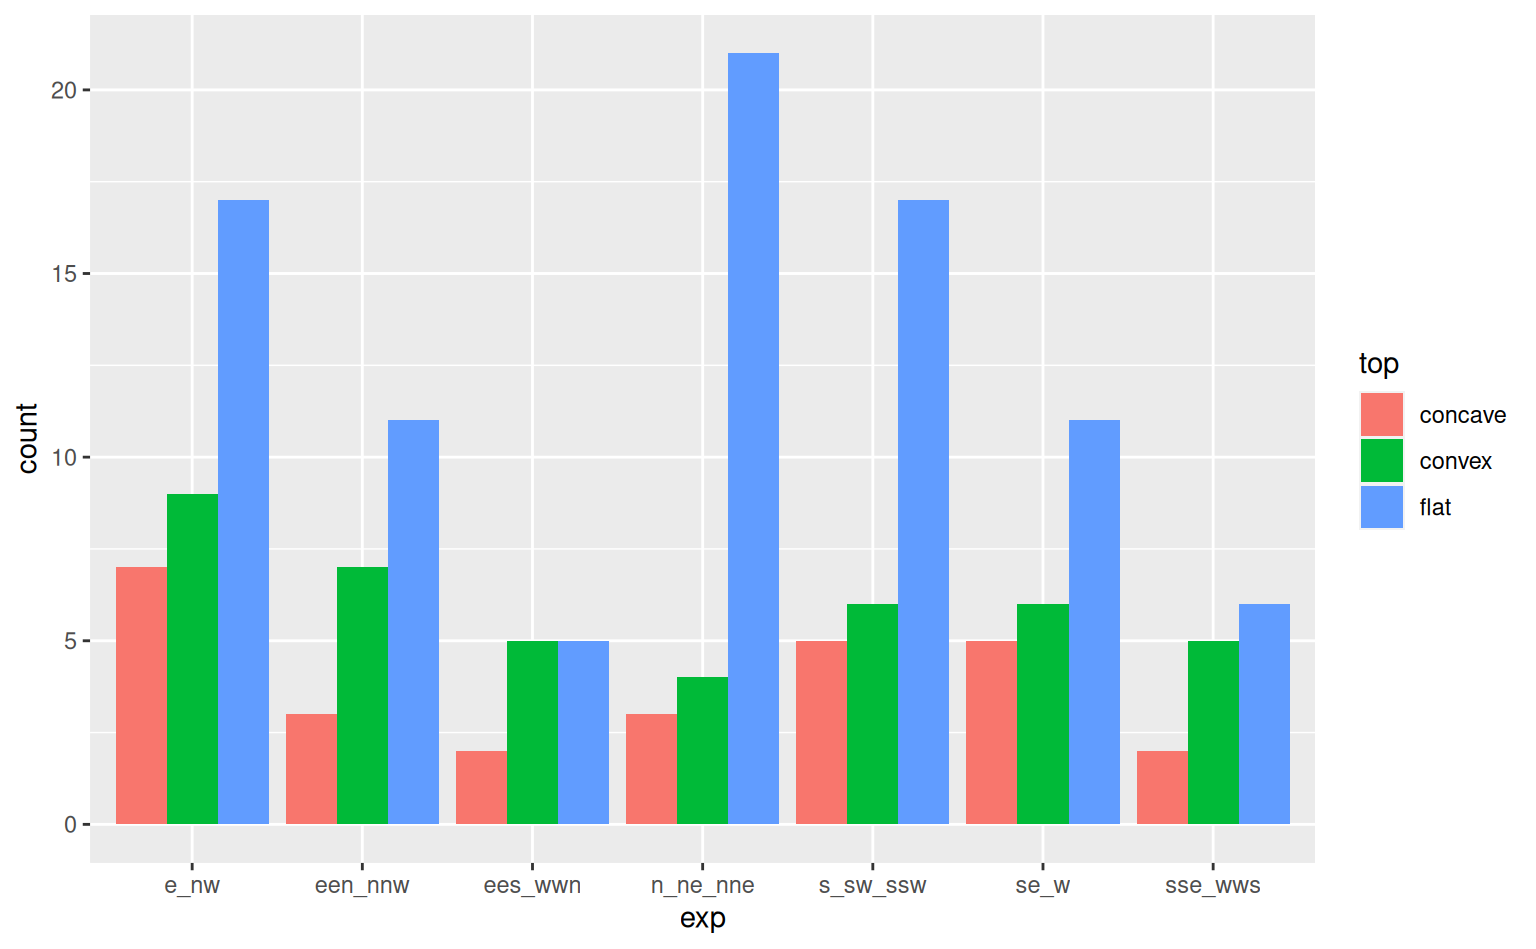 20
15
10
5
0
count
e_nw
een_nnw
ees_wwn
n_ne_nne
s_sw_ssw
se_w
sse_wws
exp
top
concave
convex
flat